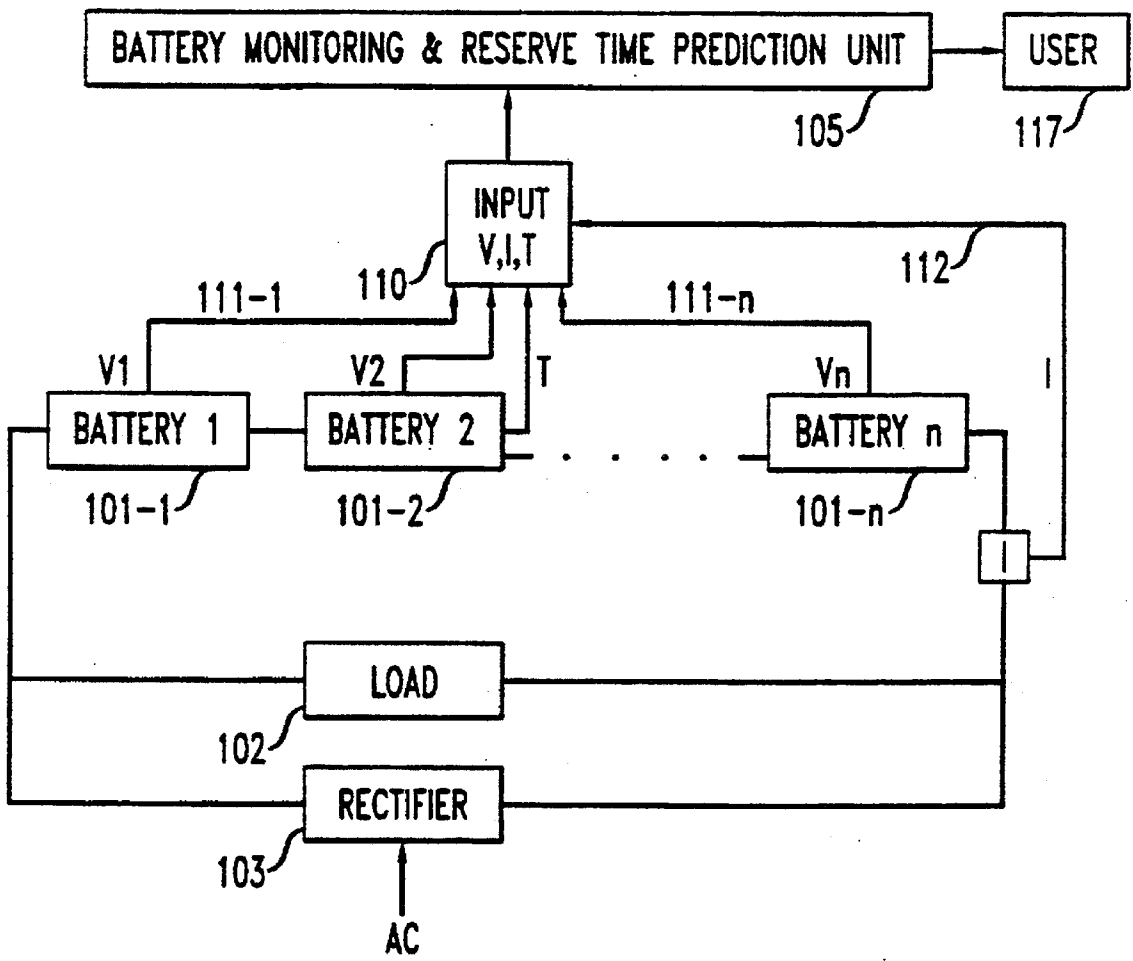 BATTERY MONITORING & RESERVE TIME PREDICTION UNIT
USER
105
117
INPUT
V,I,T
110
112
111-1
111-n
V1
V2
T
Vn
I
BATTERY 1
BATTERY 2
. . . . .
BATTERY n
101-1
101-2
101-n
I
LOAD
102
RECTIFIER
103
AC